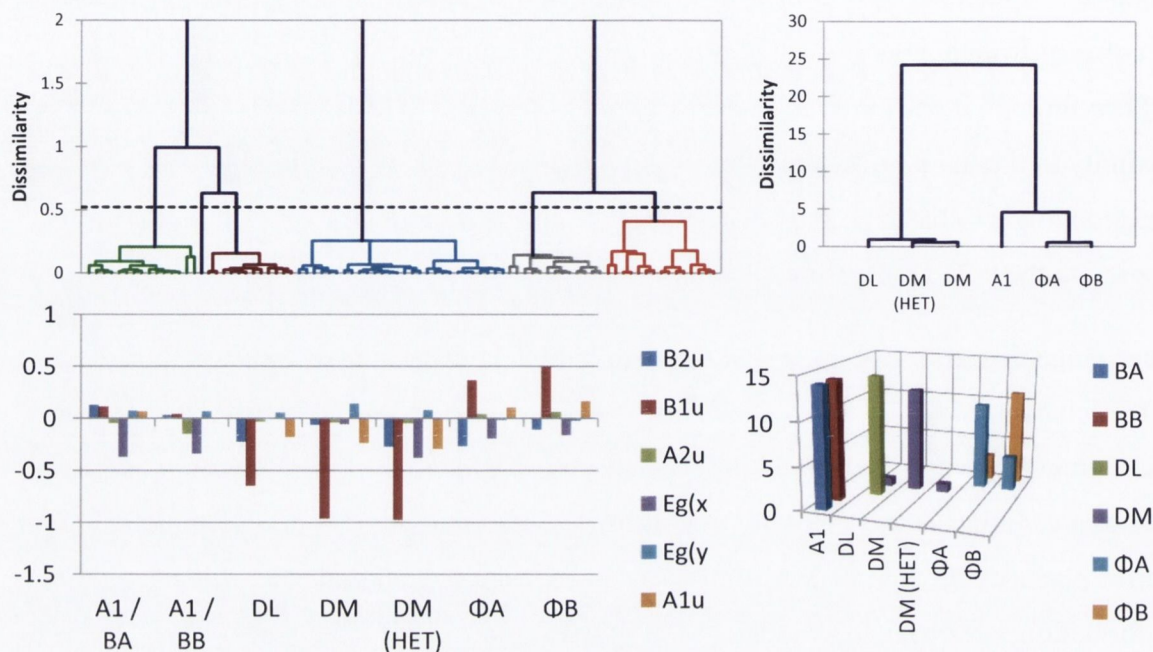 2
1.5
1
0.5
0
Dissimilarity
30
25
20
15
10
5
0
Dissimilarity
DL DM (HET) DM A1 ΦA ΦB
1
0.5
0
-0.5
-1
-1.5
A1 / BA A1 / BB DL DM DM (HET) ΦA ΦB
B2u
B1u
A2u
Eg(x
Eg(y
A1u
15
10
5
0
A1 DL DM DM (HET) ΦA ΦB
BA
BB
DL
DM
ΦA
ΦB